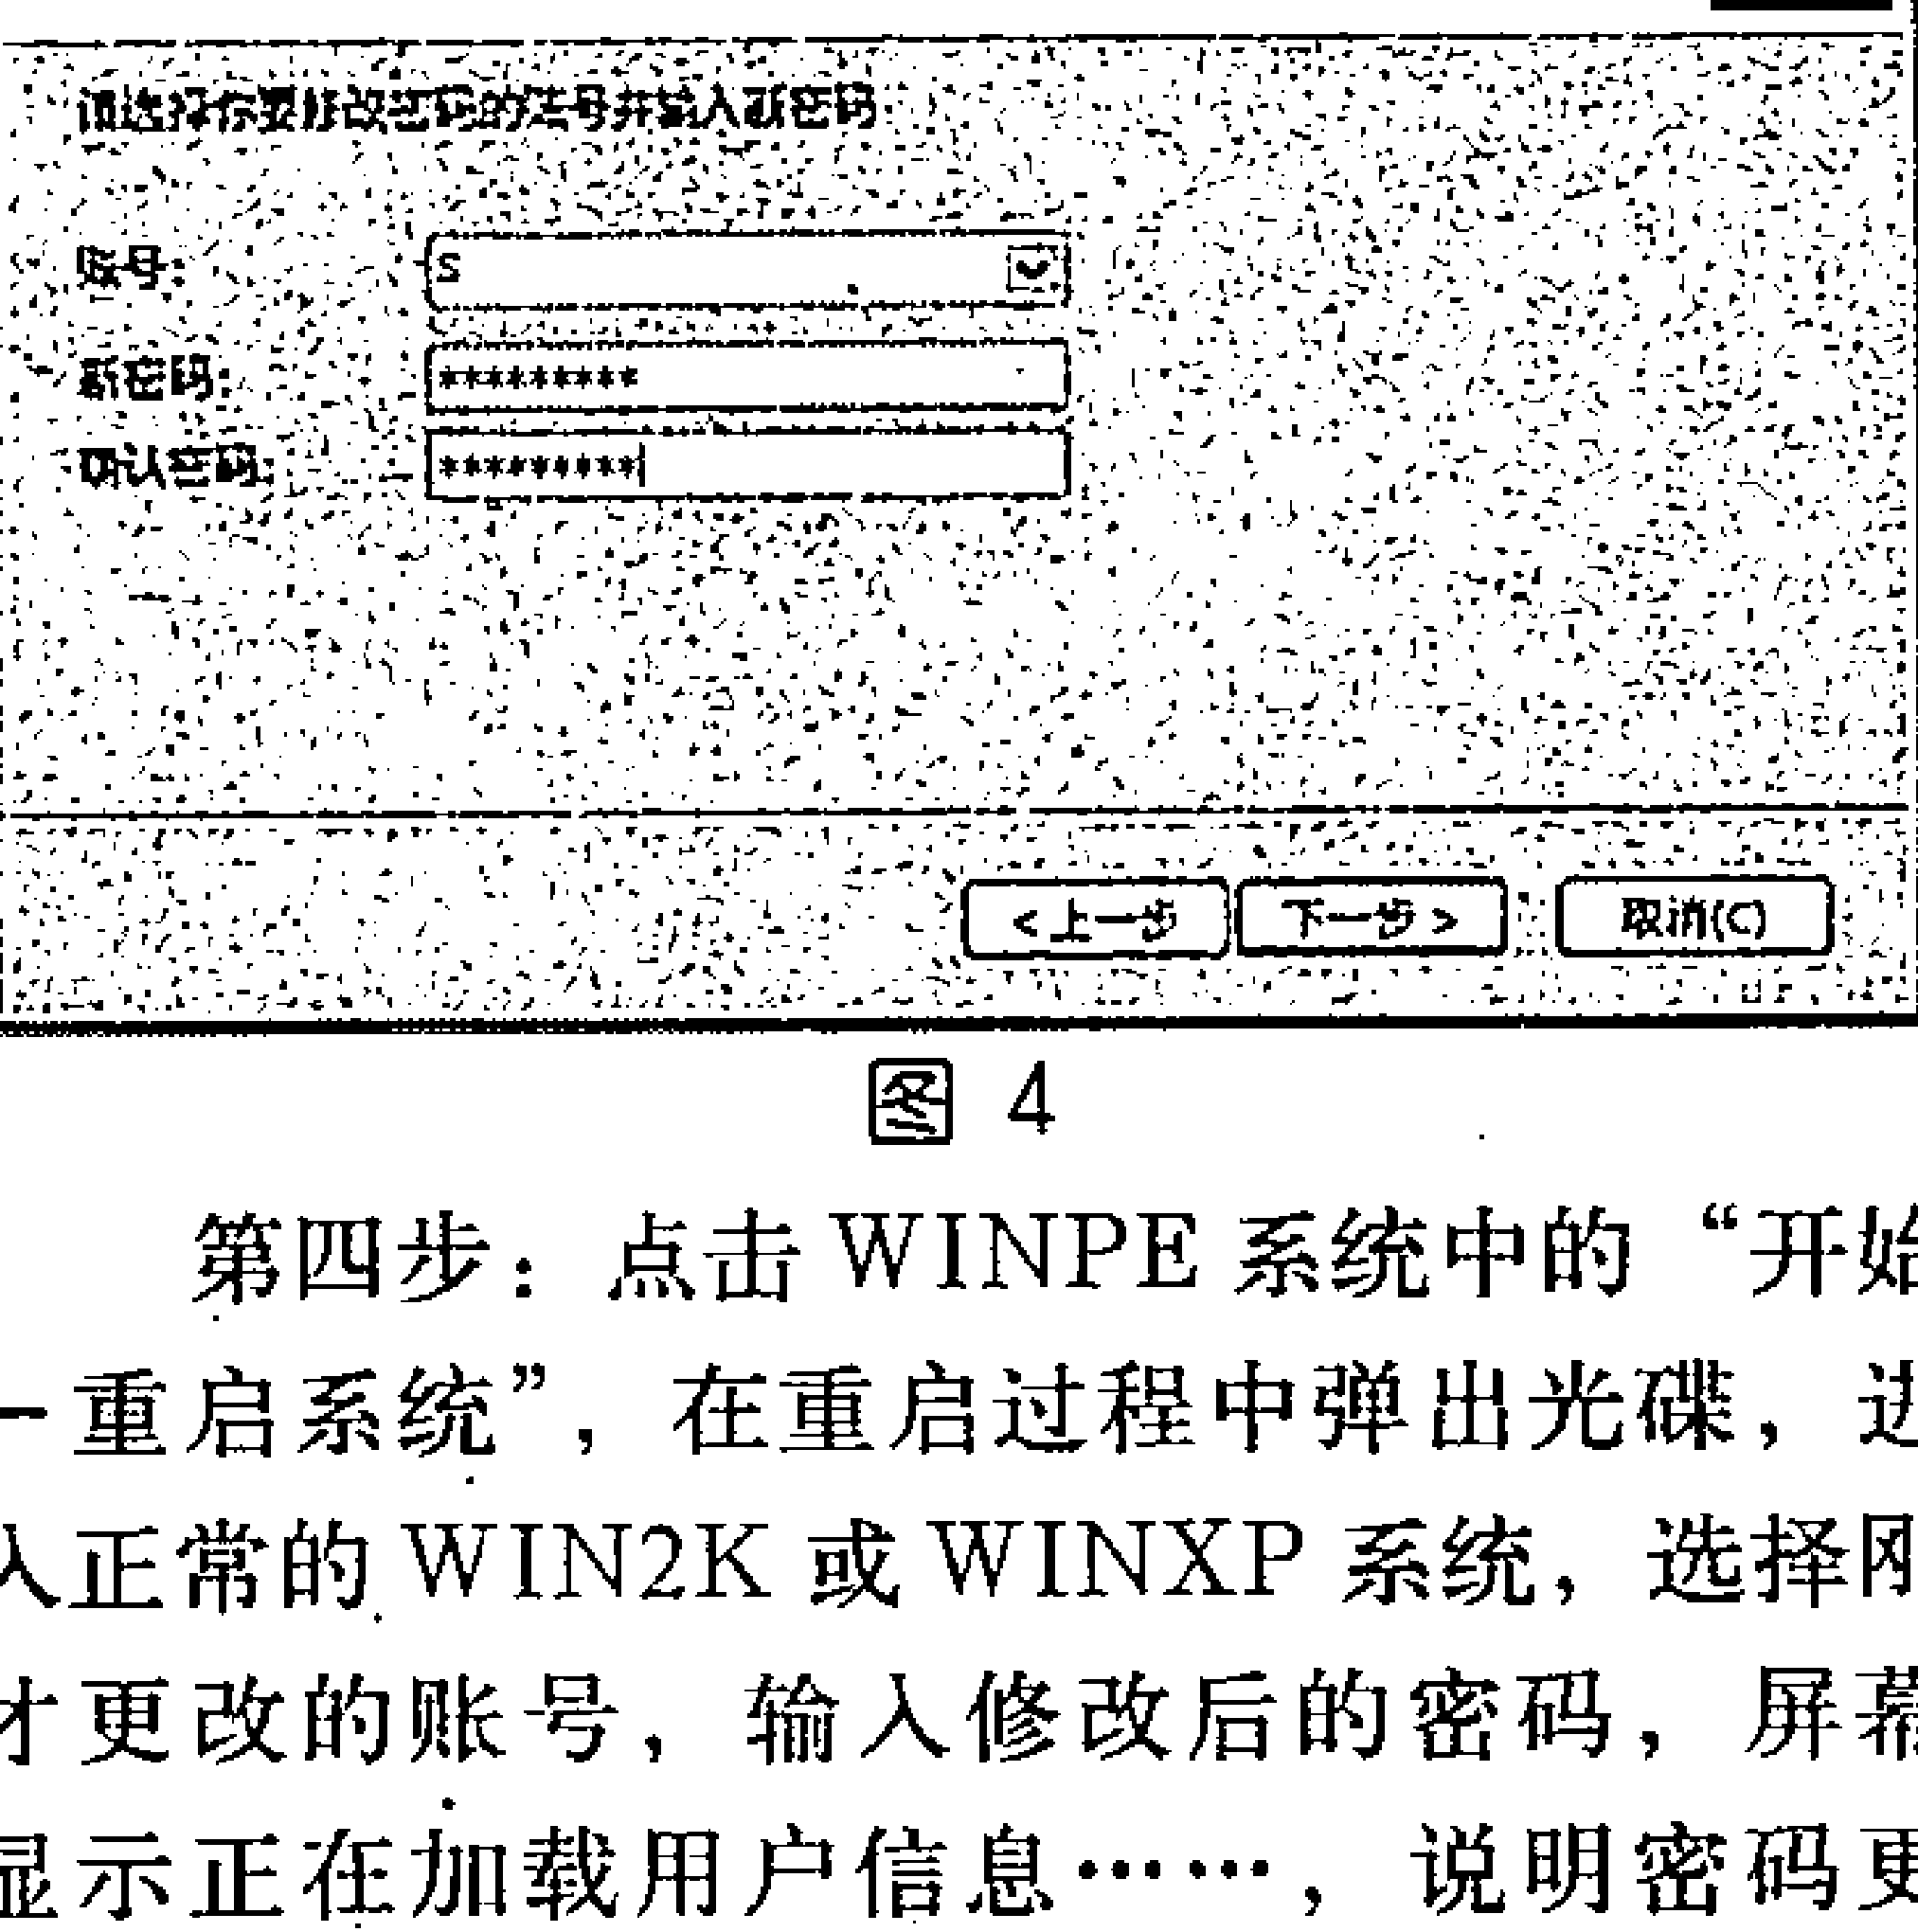 请选择你要修改密码的账号并输入新密码
账号: S
新密码: *********
确认密码: *********
<上一步 下一步> 取消(C)
图 4
第四步：点击 WINPE 系统中的 “开始
－重启系统”，在重启过程中弹出光碟，进
入正常的 WIN2K 或 WINXP 系统，选择刚
才更改的账号，输入修改后的密码，屏幕
显示正在加载用户信息……，说明密码更